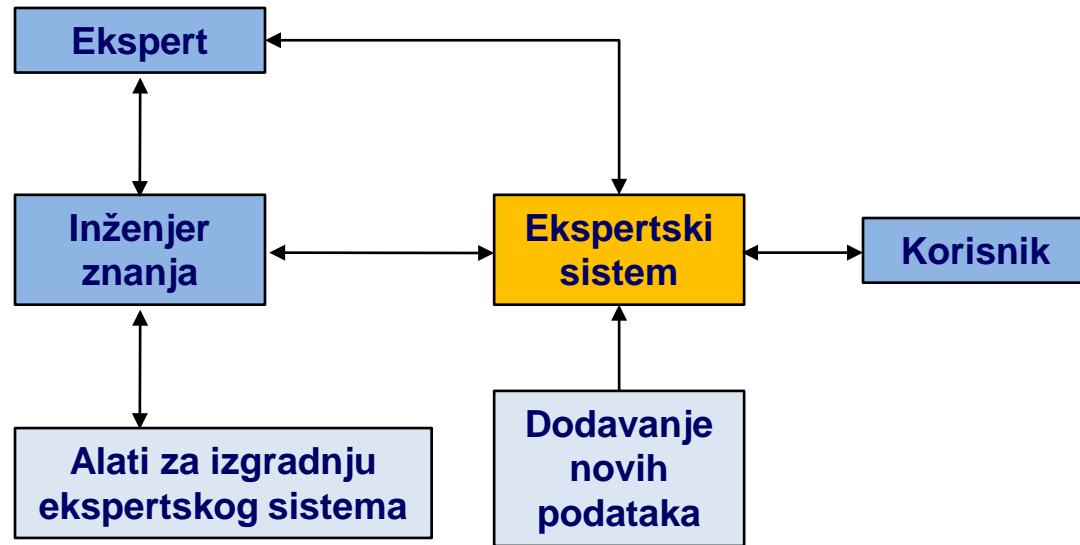 Ekspert
Inženjer
znanja
Ekspertski
sistem
Korisnik
Alati za izgradnju
ekspertskog sistema
Dodavanje
novih
podataka